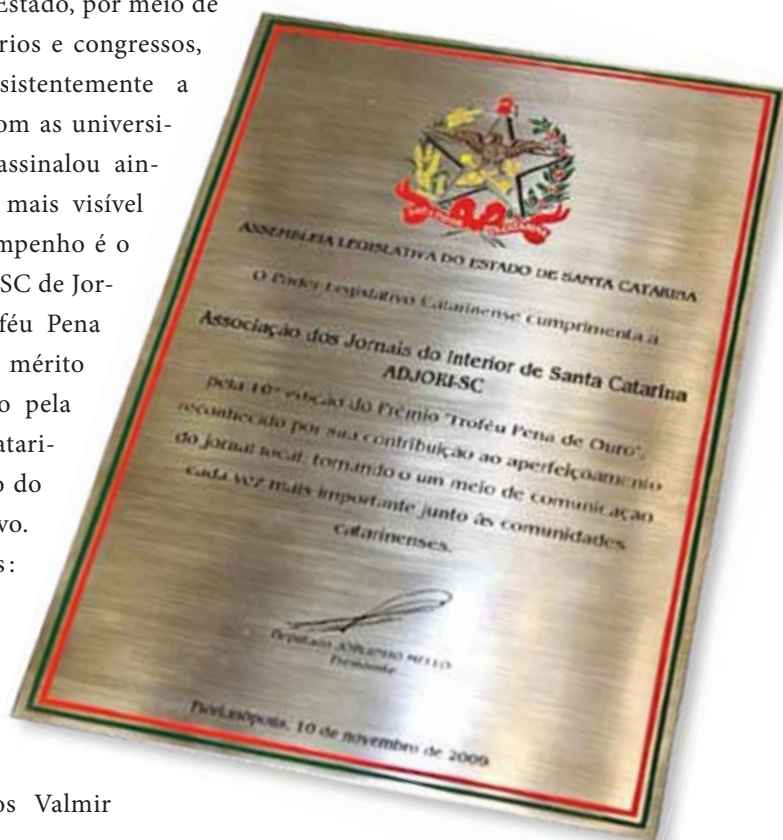 Estado, por meio de
rios e congressos,
sistentemente a
om as universi-
assinalou ain-
mais visível
mpenho é o
SC de Jor-
féu Pena
mérito
o pela
atari-
o do
vo.
s:
os Valmir
ASSEMBLEIA LEGISLATIVA DO ESTADO DE SANTA CATARINA
O Poder Legislativo Catarinense cumprimenta a
Associação dos Jornais do Interior de Santa Catarina
ADJORI-SC
pela 10ª edição do Prêmio "Troféu Pena de Ouro",
reconhecido por sua contribuição ao aperfeiçoamento
do jornal local, tornando o um meio de comunicação
cada vez mais importante junto às comunidades
catarinenses.
Deputado JORGINHO MELLO
Presidente
Florianópolis, 10 de novembro de 2009